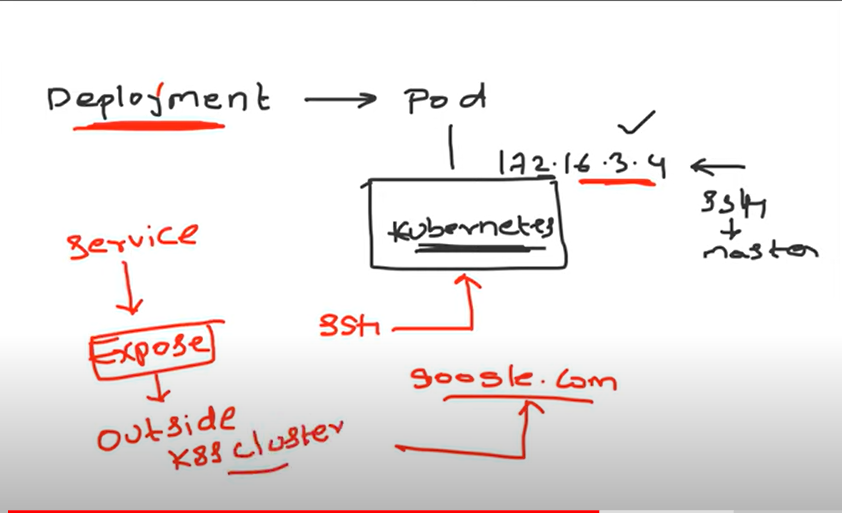 Deployment → Pod
172.16.3.4 ←
SSH
master
Kubernetes
Service
Expose
Outside
K8S cluster
SSH
google.com